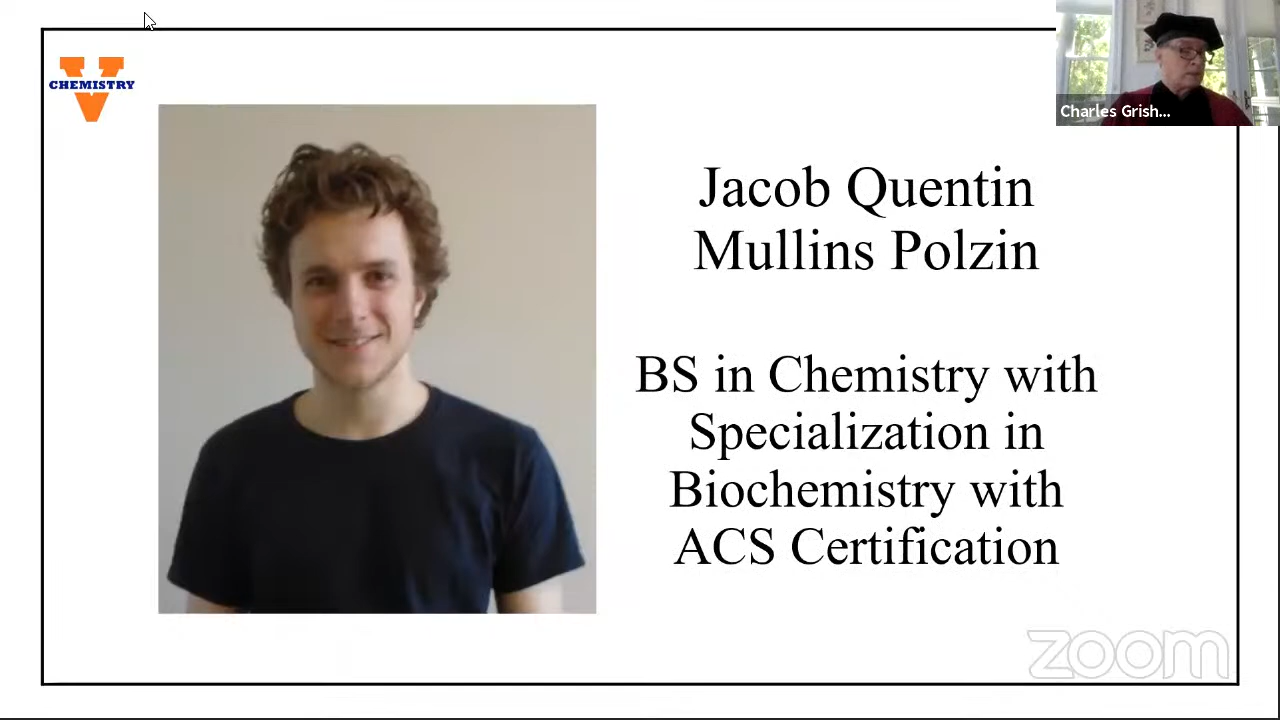 V
CHEMISTRY
Charles Grish...
Jacob Quentin
Mullins Polzin
BS in Chemistry with
Specialization in
Biochemistry with
ACS Certification
zoom